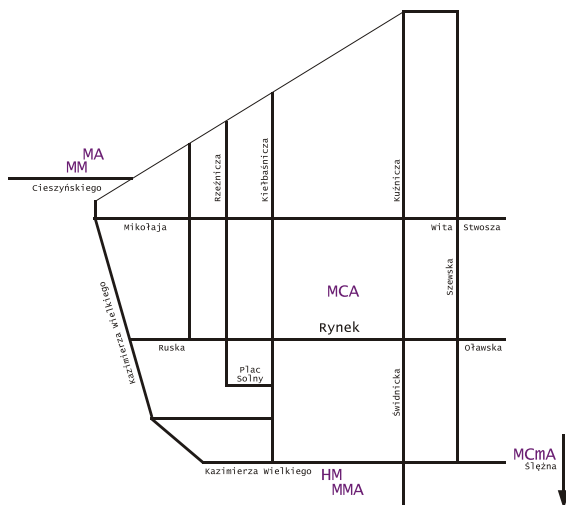 MA
MM
Cieszyńskiego
Rzeźnicza
Kiełbaśnicza
Kuźnicza
Mikołaja
Wita
Stwosza
Szewska
Kazimierza wielkiego
MCA
Rynek
Ruska
Oławska
Plac
Solny
Świdnicka
MCmA
Ślężna
Kazimierza Wielkiego
HM
MMA